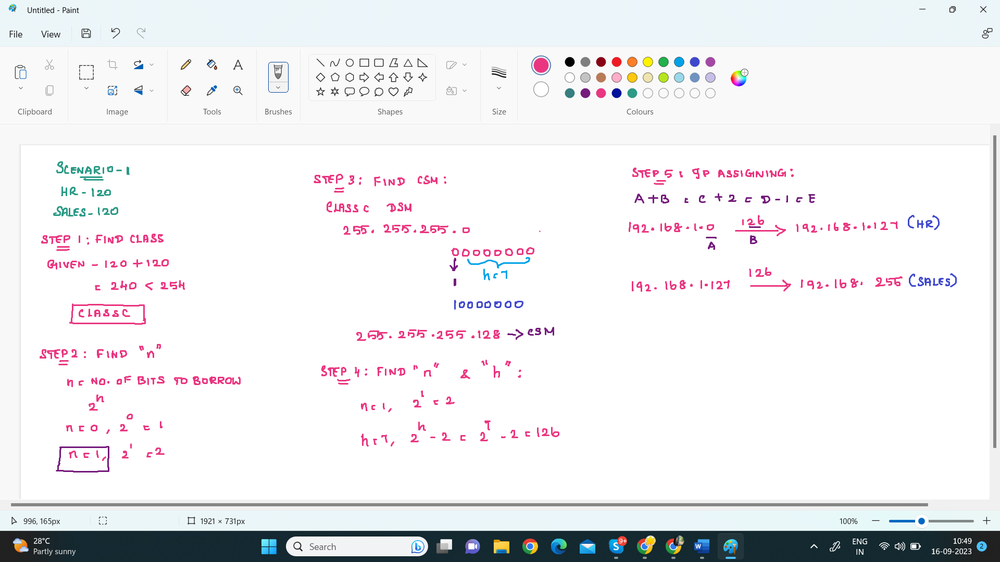 Untitled - Paint
File View
Clipboard Image Tools Brushes Shapes Size Colours
SCENARIO - 1
HR - 120
SALES - 120
STEP 1 : FIND CLASS
GIVEN - 120 + 120
= 240 < 254
CLASS C
STEP 2 : FIND "n"
n = NO. OF BITS TO BORROW
2^n
n = 0 , 2^0 = 1
n = 1, 2^1 = 2
STEP 3 : FIND CSM :
CLASS C DSM
255. 255.255.0
00000000
h = 7
1
10000000
255.255.255.128 -> CSM
STEP 4 : FIND "n" & "h" :
n = 1, 2^1 = 2
h = 7, 2^h - 2 = 2^7 - 2 = 126
STEP 5 : IP ASSIGNING :
A + B = C + 2 = D - 1 = E
192.168.1.0 126 192.168.1.127 (HR)
A B
192.168.1.127 126 192.168. 255 (SALES)
996, 165px 1921 × 731px 100%
28°C
Partly sunny
Search
9+
ENG
IN
10:49
16-09-2023
2